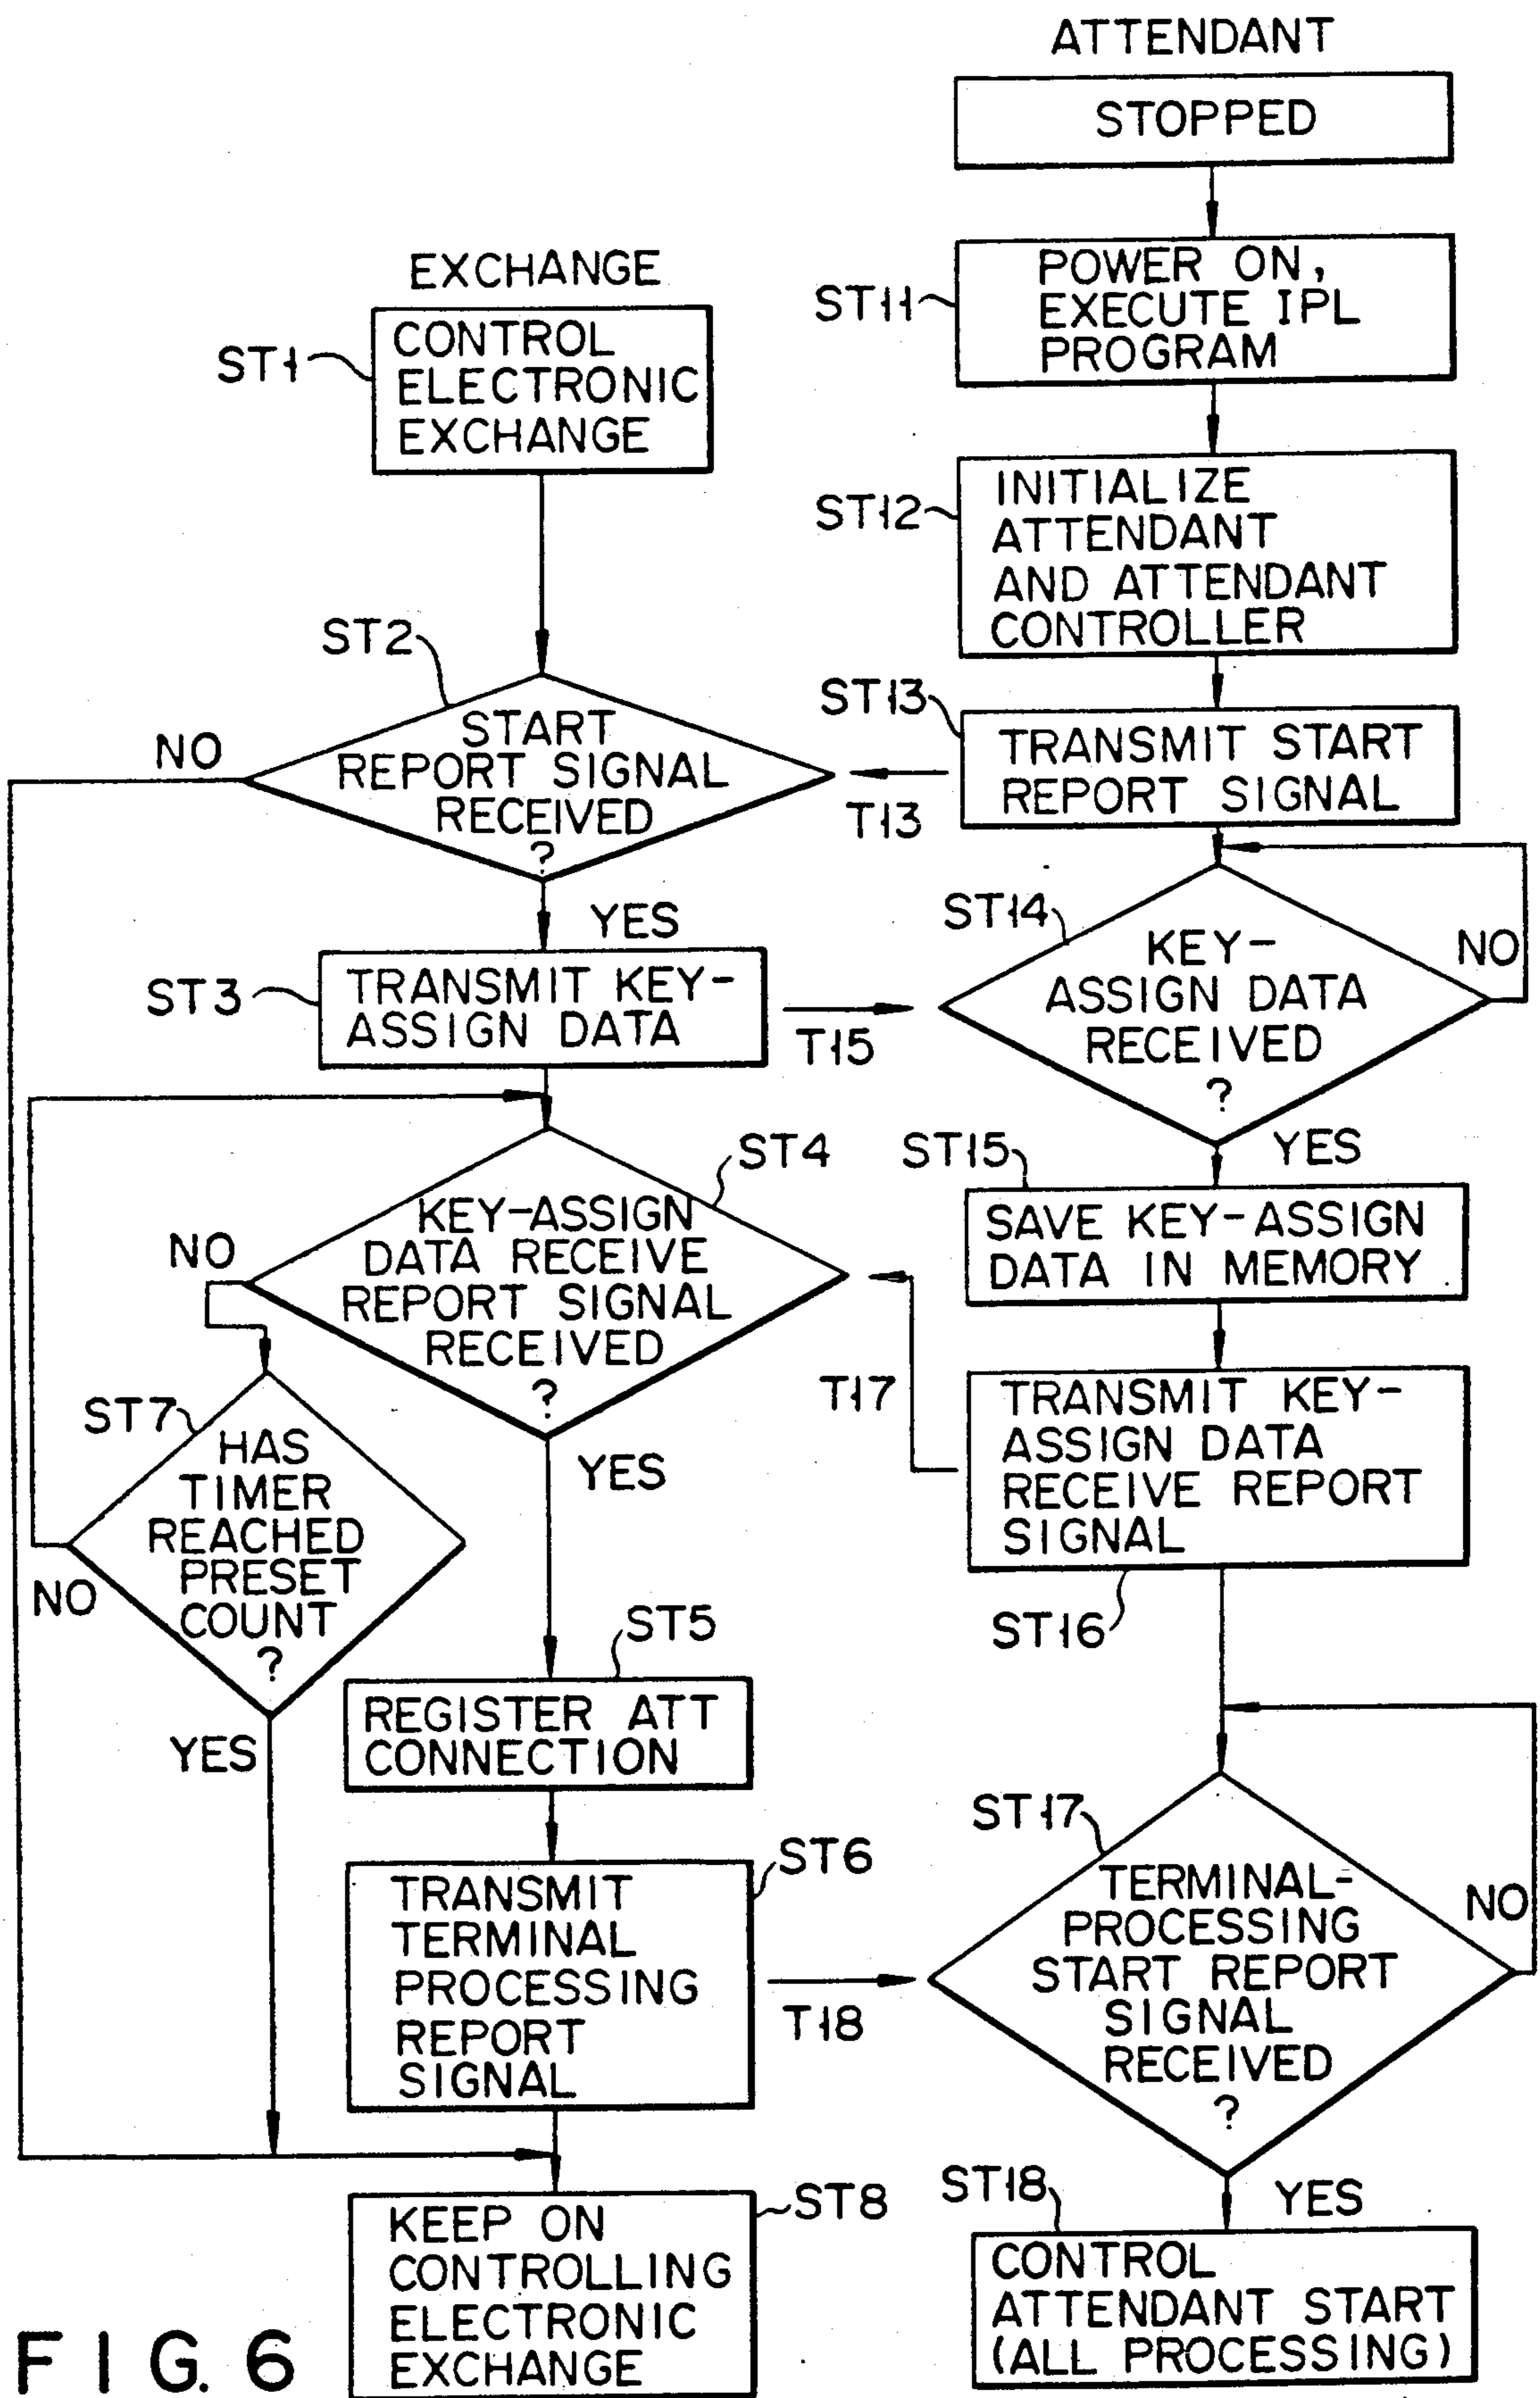 ATTENDANT
STOPPED
ST11
POWER ON,
EXECUTE IPL
PROGRAM
ST12
INITIALIZE
ATTENDANT
AND ATTENDANT
CONTROLLER
ST13
TRANSMIT START
REPORT SIGNAL
T13
ST14
KEY-
ASSIGN DATA
RECEIVED
?
NO
YES
ST15
SAVE KEY-ASSIGN
DATA IN MEMORY
TRANSMIT KEY-
ASSIGN DATA
RECEIVE REPORT
SIGNAL
ST16
T17
ST17
TERMINAL-
PROCESSING
START REPORT
SIGNAL
RECEIVED
?
NO
YES
ST18
CONTROL
ATTENDANT START
(ALL PROCESSING)
EXCHANGE
ST1
CONTROL
ELECTRONIC
EXCHANGE
ST2
START
REPORT SIGNAL
RECEIVED
?
NO
YES
ST3
TRANSMIT KEY-
ASSIGN DATA
T15
ST4
KEY-ASSIGN
DATA RECEIVE
REPORT SIGNAL
RECEIVED
?
NO
YES
ST7
HAS
TIMER
REACHED
PRESET
COUNT
?
NO
YES
ST5
REGISTER ATT
CONNECTION
ST6
TRANSMIT
TERMINAL
PROCESSING
REPORT
SIGNAL
T18
ST8
KEEP ON
CONTROLLING
ELECTRONIC
EXCHANGE
FIG. 6